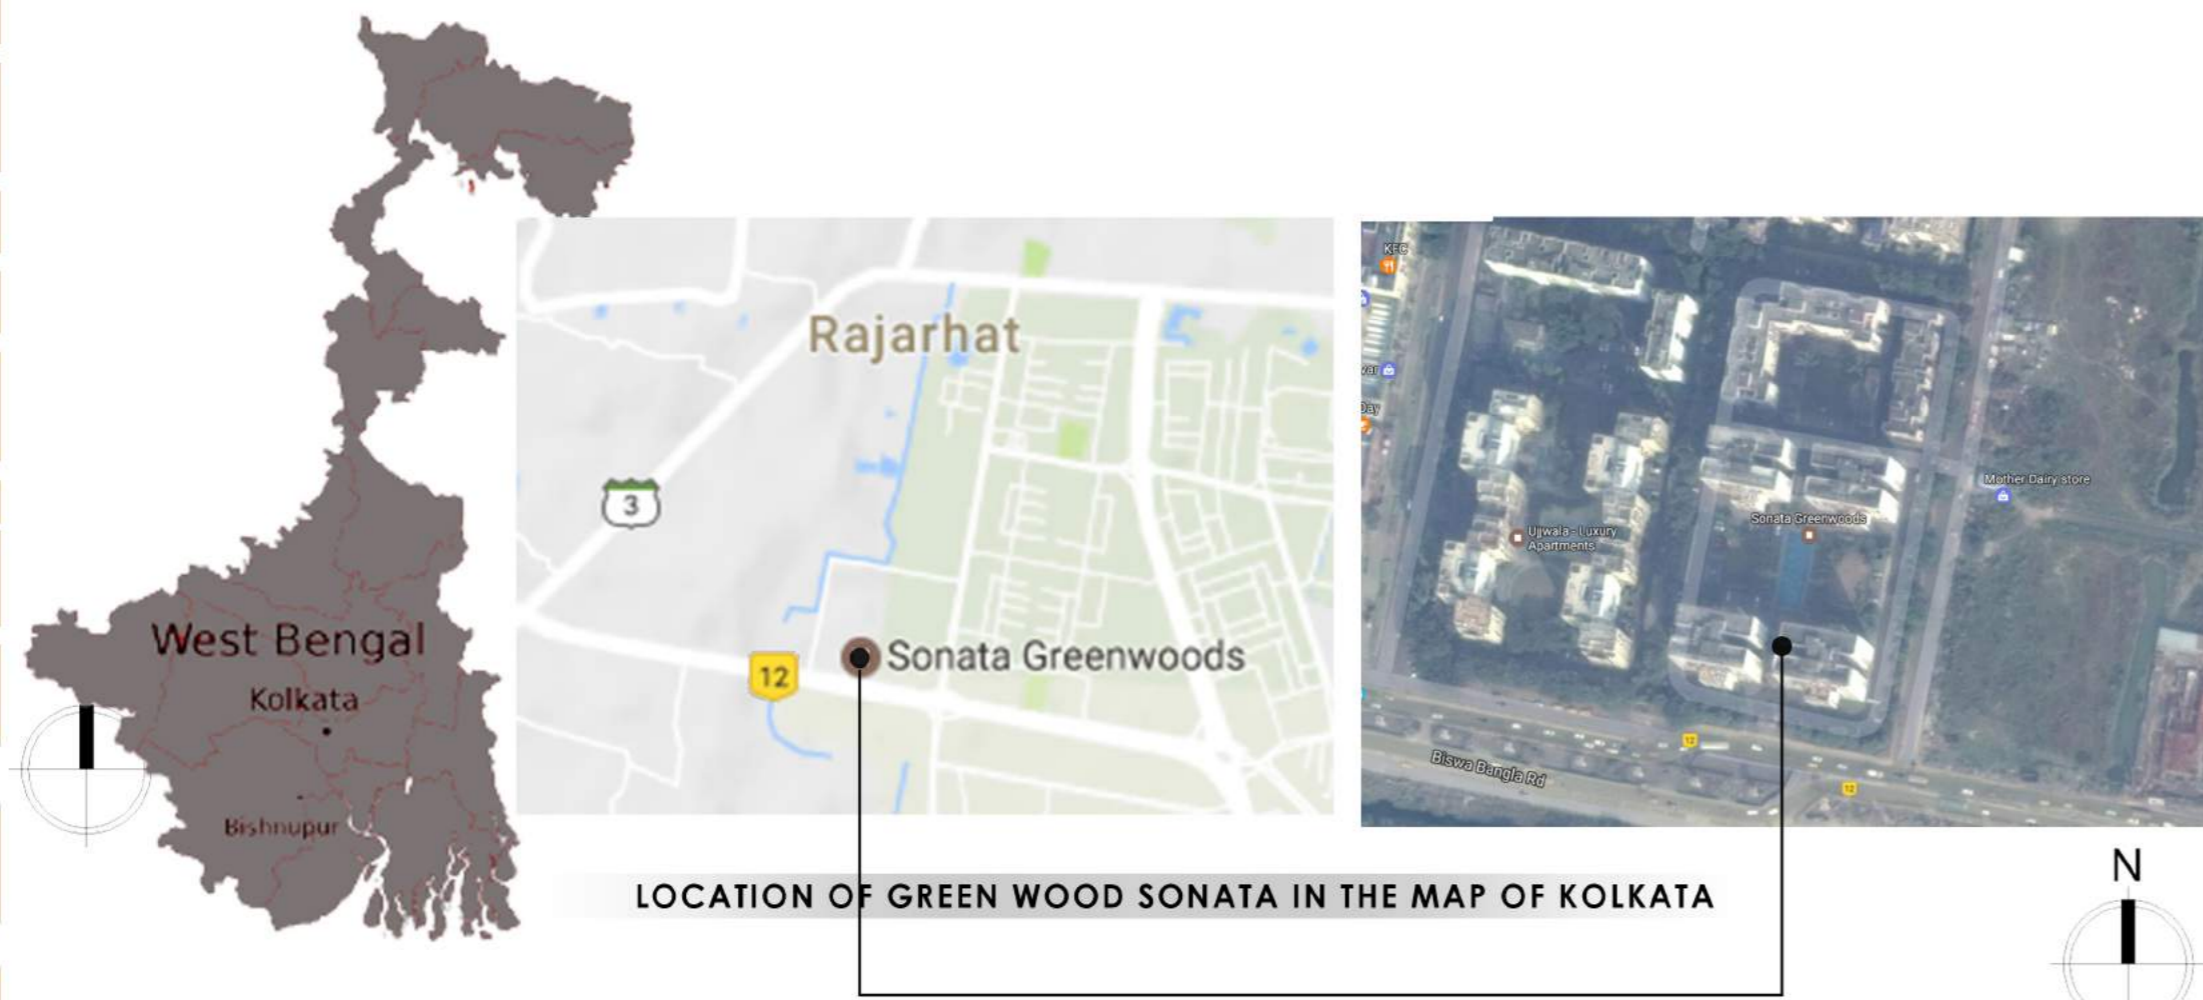 West Bengal
Kolkata
Bishnupur
Rajarhat
3
12
Sonata Greenwoods
KFC
Day
Mother Dairy store
Sonata Greenwoods
Ujjwala - Luxury
Apartments
12
Biswa Bangla Rd
12
LOCATION OF GREEN WOOD SONATA IN THE MAP OF KOLKATA
N